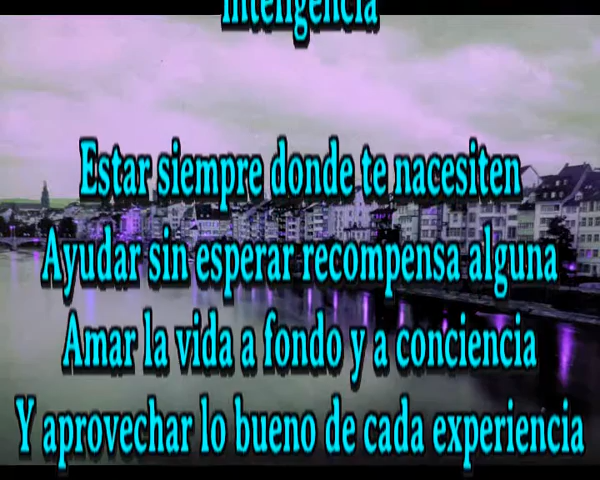 inteligencia
Estar siempre donde te nacesiten
Ayudar sin esperar recompensa alguna
Amar la vida a fondo y a conciencia
Y aprovechar lo bueno de cada experiencia